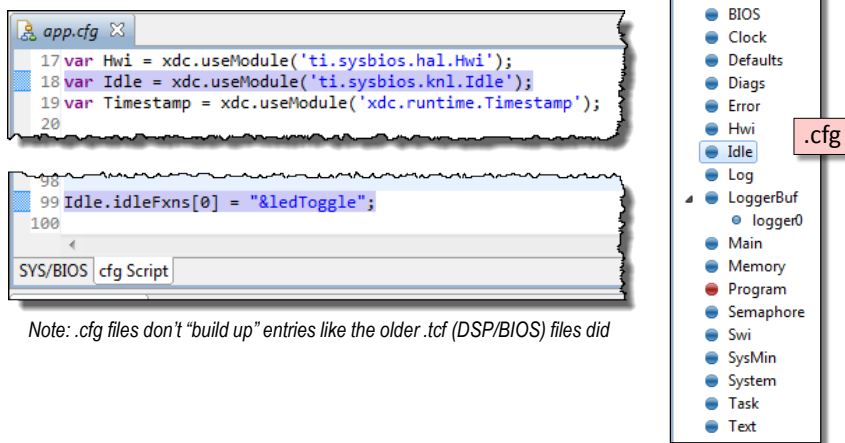 app.cfg
17 var Hwi = xdc.useModule('ti.sysbios.hal.Hwi');
18 var Idle = xdc.useModule('ti.sysbios.knl.Idle');
19 var Timestamp = xdc.useModule('xdc.runtime.Timestamp');
20
98
99 Idle.idleFxns[0] = "&ledToggle";
100
SYS/BIOS cfg Script
Note: .cfg files don’t “build up” entries like the older .tcf (DSP/BIOS) files did
BIOS
Clock
Defaults
Diags
Error
Hwi
Idle
Log
LoggerBuf
logger0
Main
Memory
Program
Semaphore
Swi
SysMin
System
Task
Text
.cfg